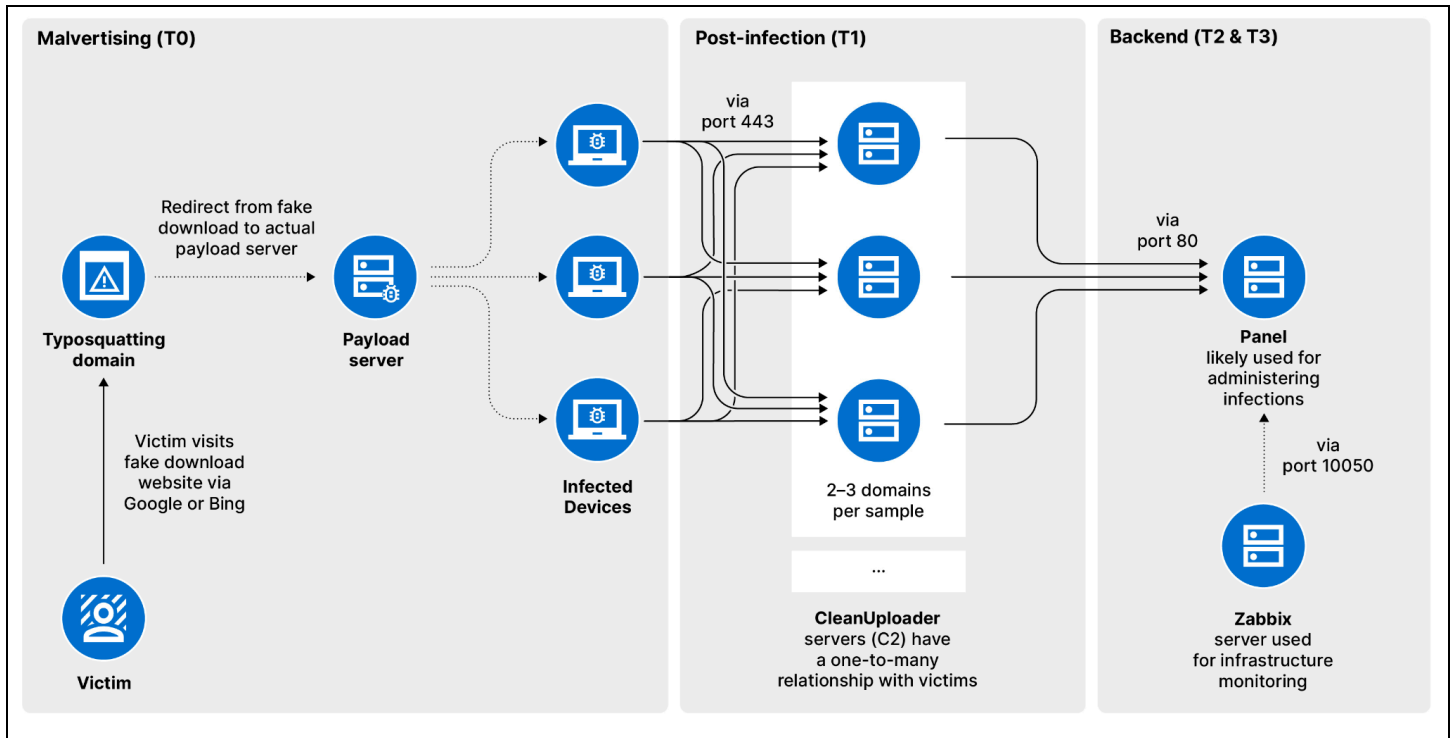 Malvertising (T0)
Post-infection (T1)
Backend (T2 & T3)
via
port 443
Redirect from fake
download to actual
payload server
via
port 80
Typosquatting
domain
Payload
server
Panel
likely used for
administering
infections
Victim visits
fake download
website via
Google or Bing
via
port 10050
Infected
Devices
2–3 domains
per sample
...
CleanUploader
servers (C2) have
a one-to-many
relationship with victims
Zabbix
server used
for infrastructure
monitoring
Victim